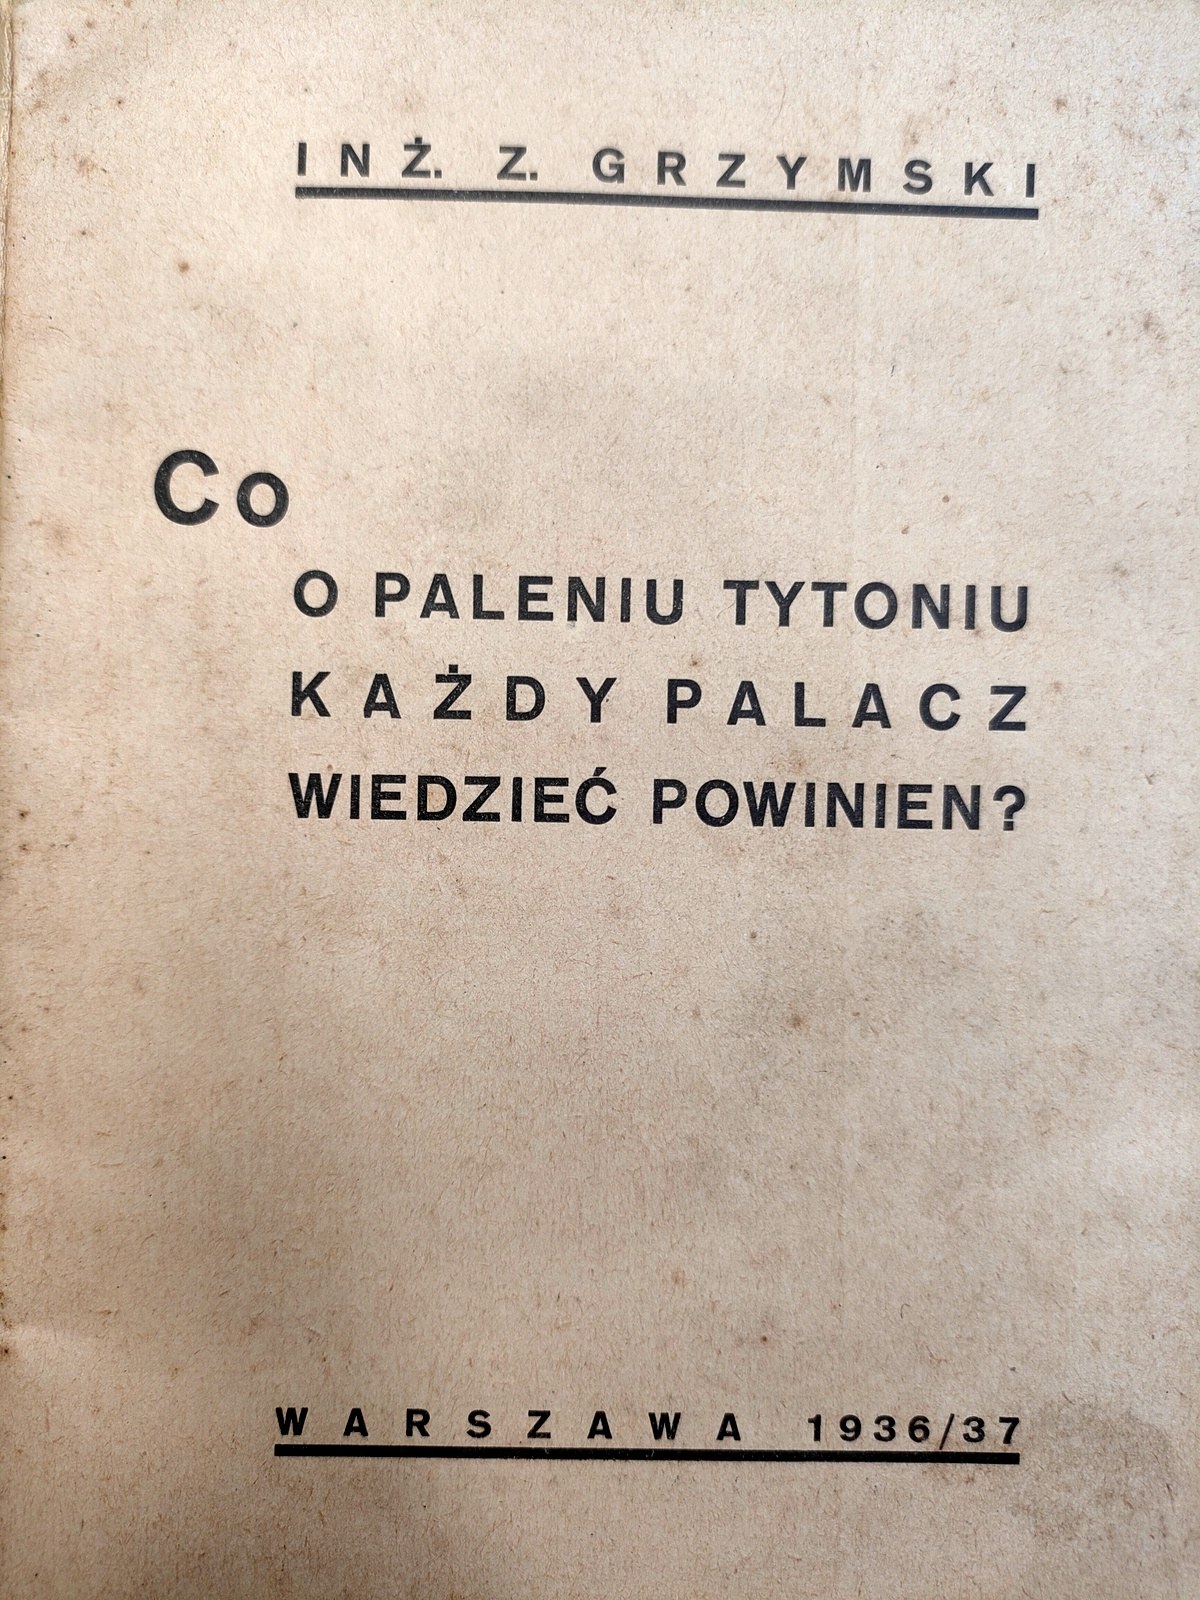 INŻ. Z. GRZYMSKI
Co
O PALENIU TYTONIU
KAŻDY PALACZ
WIEDZIEĆ POWINIEN?
WARSZAWA 1936/37